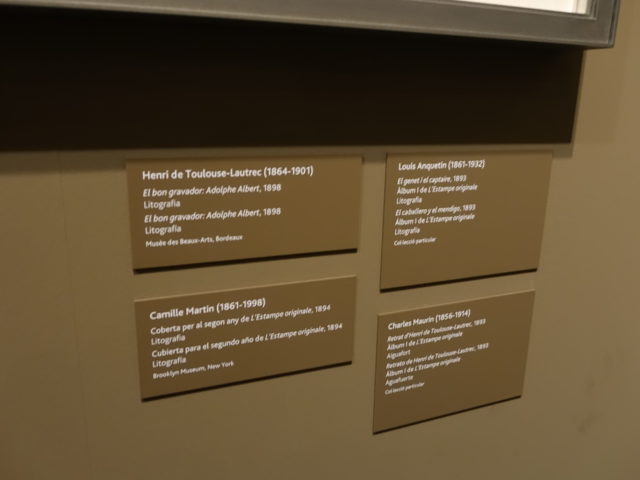 Henri de Toulouse-Lautrec (1864-1901)
El bon gravador: Adolphe Albert, 1898
Litografia
El bon gravador: Adolphe Albert, 1898
Litografía
Musée des Beaux-Arts, Bordeaux
Louis Anquetin (1861-1932)
El genet i el captaire, 1893
Àlbum I de L'Estampe originale
Litografia
El caballero y el mendigo, 1893
Álbum I de L'Estampe originale
Litografía
Col·lecció particular
Camille Martin (1861-1998)
Coberta per al segon any de L'Estampe originale, 1894
Litografia
Cubierta para el segundo año de L'Estampe originale, 1894
Litografía
Brooklyn Museum, New York
Charles Maurin (1856-1914)
Retrat d'Henri de Toulouse-Lautrec, 1893
Àlbum I de L'Estampe originale
Aiguafort
Retrato de Henri de Toulouse-Lautrec, 1893
Álbum I de L'Estampe originale
Aguafuerte
Col·lecció particular